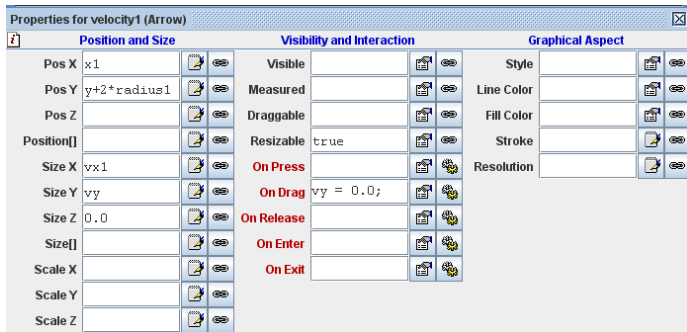 Properties for velocity1 (Arrow)
Position and Size
Visibility and Interaction
Graphical Aspect
Pos X x1
Visible
Style
Pos Y y+2*radius1
Measured
Line Color
Pos Z
Draggable
Fill Color
Position[]
Resizable true
Stroke
Size X vx1
On Press
Resolution
Size Y vy
On Drag vy = 0.0;
Size Z 0.0
On Release
Size[]
On Enter
Scale X
On Exit
Scale Y
Scale Z